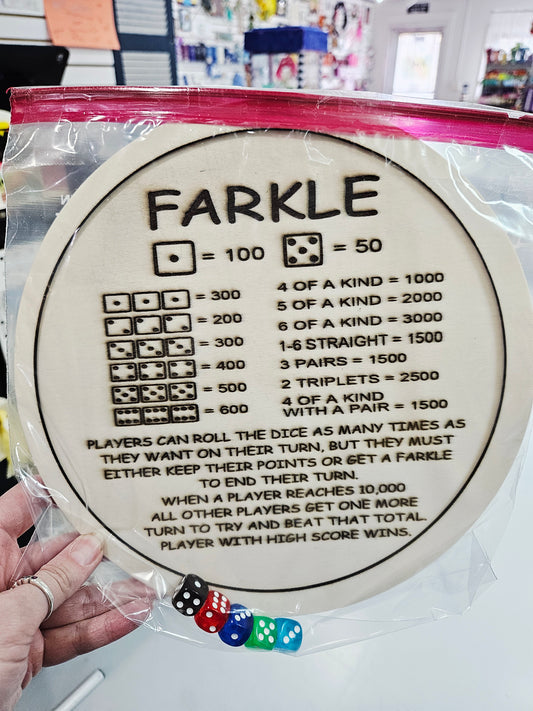 FARKLE
= 100 = 50
= 300
= 200
= 300
= 400
= 500
= 600
4 OF A KIND = 1000
5 OF A KIND = 2000
6 OF A KIND = 3000
1-6 STRAIGHT = 1500
3 PAIRS = 1500
2 TRIPLETS = 2500
4 OF A KIND
WITH A PAIR = 1500
PLAYERS CAN ROLL THE DICE AS MANY TIMES AS
THEY WANT ON THEIR TURN, BUT THEY MUST
EITHER KEEP THEIR POINTS OR GET A FARKLE
TO END THEIR TURN.
WHEN A PLAYER REACHES 10,000
ALL OTHER PLAYERS GET ONE MORE
TURN TO TRY AND BEAT THAT TOTAL.
PLAYER WITH HIGH SCORE WINS.